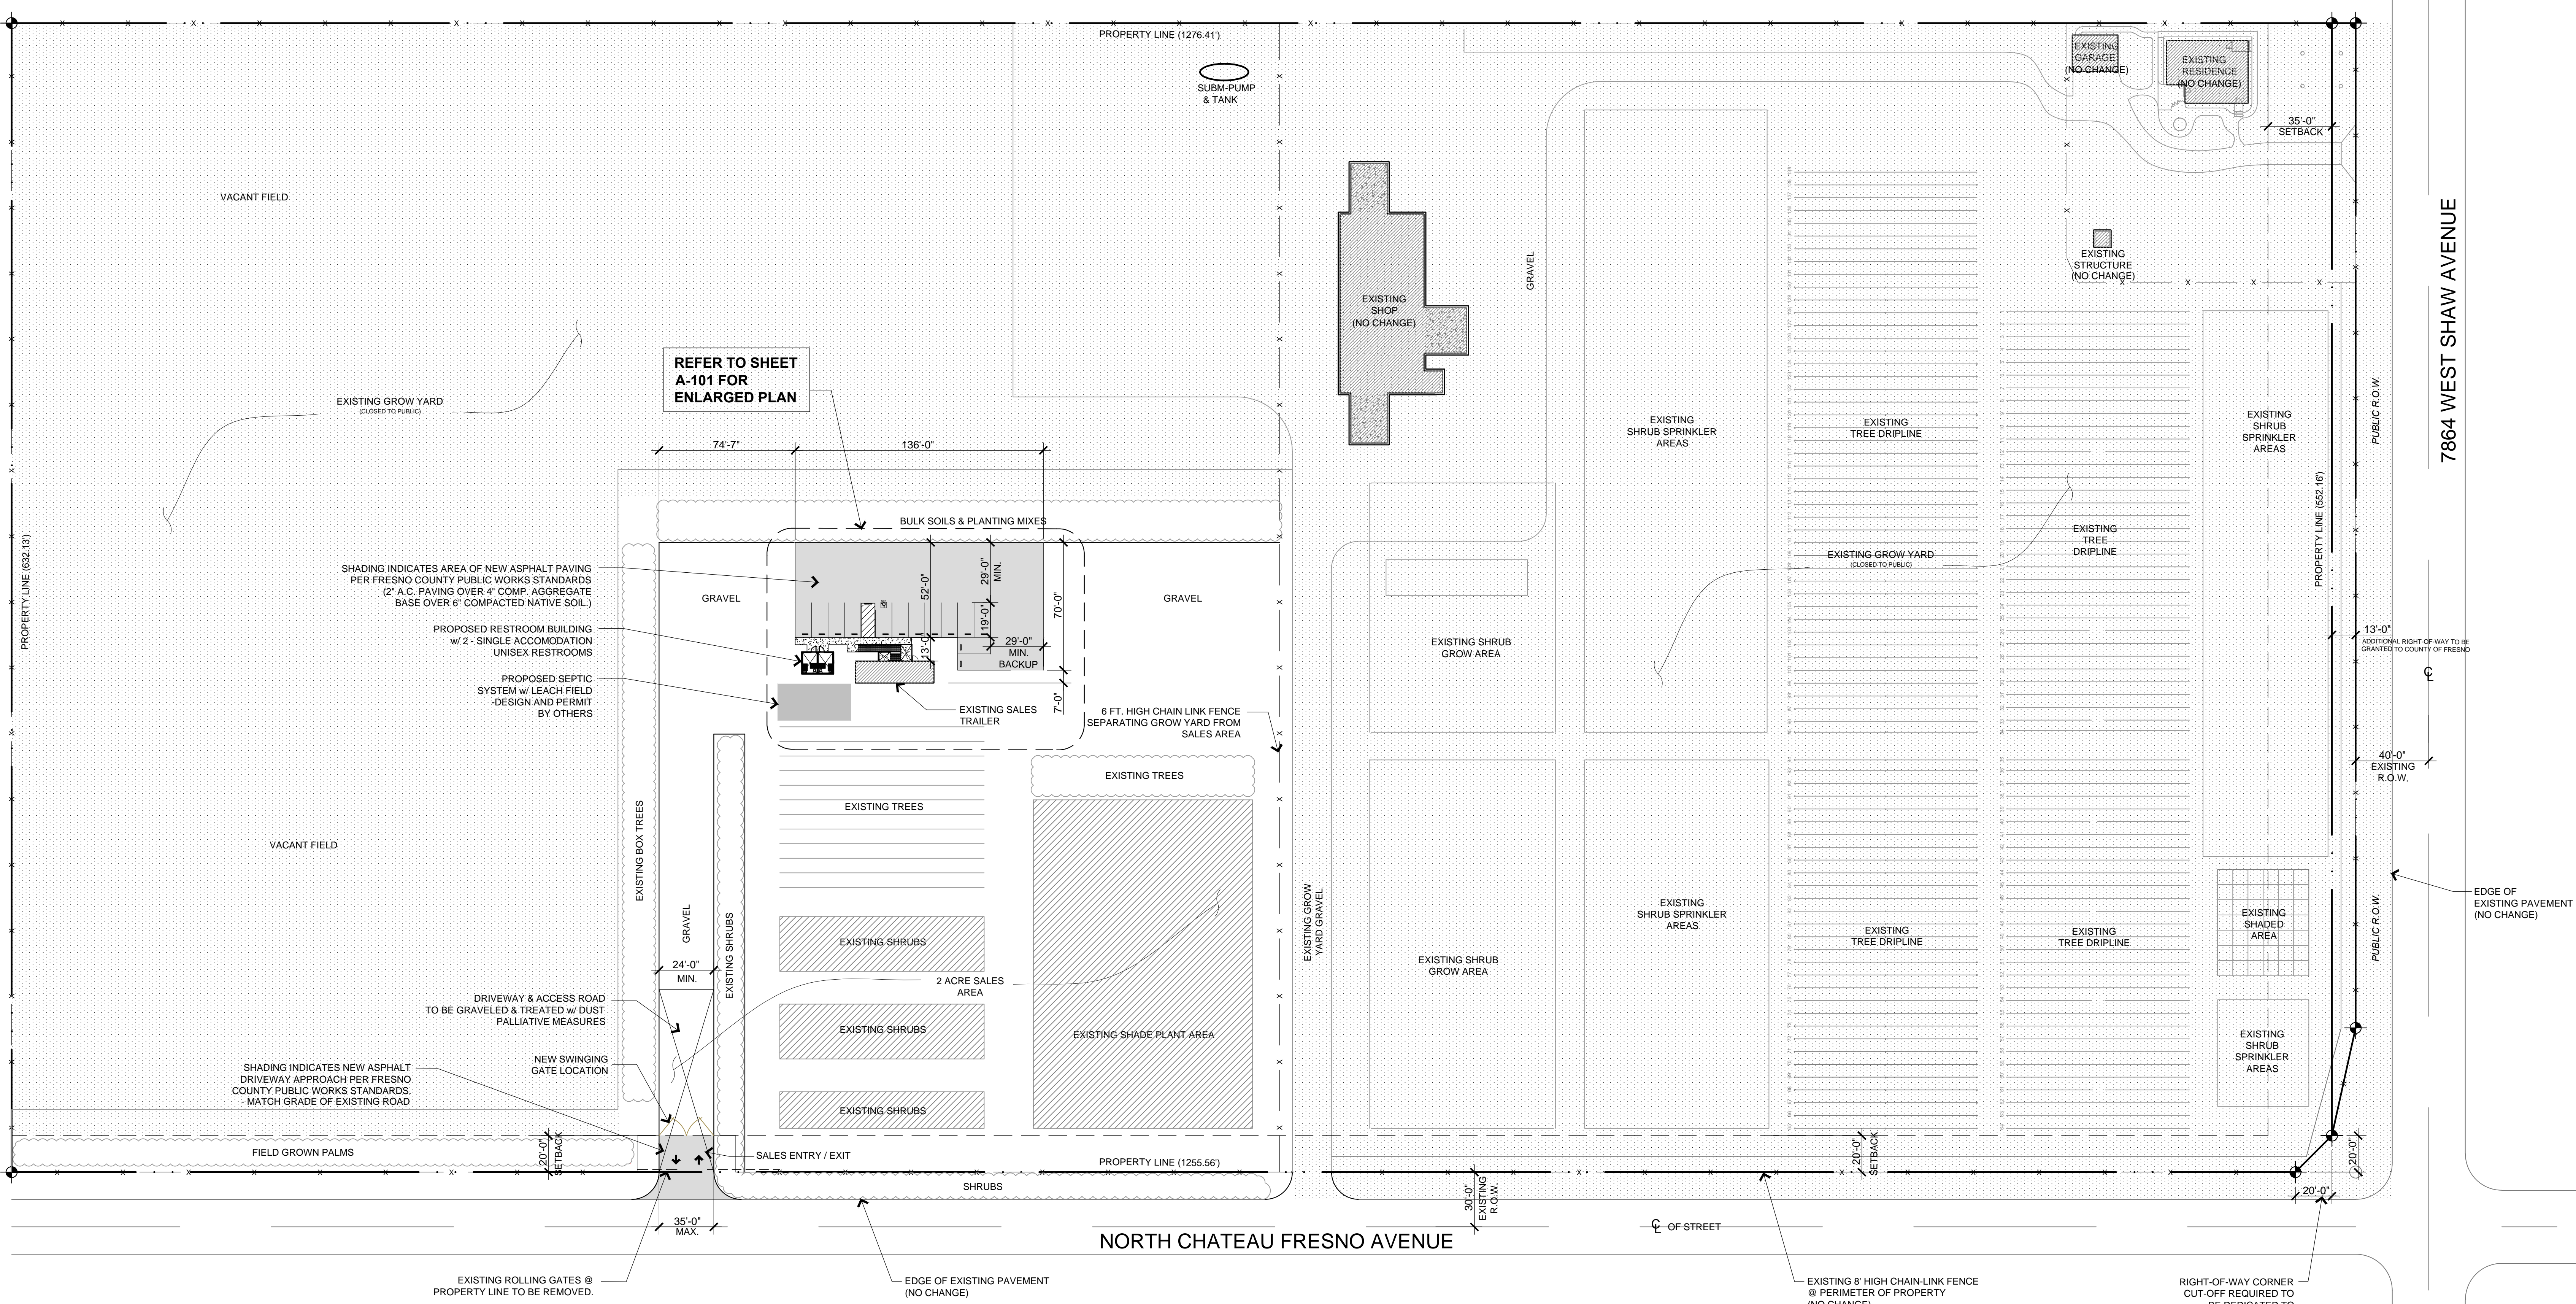 PROPERTY LINE (1276.41')
SUBM-PUMP
& TANK
EXISTING
GARAGE
(NO CHANGE)
EXISTING
RESIDENCE
(NO CHANGE)
35'-0"
SETBACK
VACANT FIELD
EXISTING
STRUCTURE
(NO CHANGE)
GRAVEL
EXISTING
SHOP
(NO CHANGE)
7864 WEST SHAW AVENUE
REFER TO SHEET
A-101 FOR
ENLARGED PLAN
EXISTING GROW YARD
(CLOSED TO PUBLIC)
74'-7"
136'-0"
EXISTING
SHRUB SPRINKLER
AREAS
EXISTING
TREE DRIPLINE
EXISTING
SHRUB
SPRINKLER
AREAS
PUBLIC R.O.W.
PROPERTY LINE (552.16')
PROPERTY LINE (632.13')
BULK SOILS & PLANTING MIXES
EXISTING
TREE
DRIPLINE
EXISTING GROW YARD
(CLOSED TO PUBLIC)
SHADING INDICATES AREA OF NEW ASPHALT PAVING
PER FRESNO COUNTY PUBLIC WORKS STANDARDS
(2" A.C. PAVING OVER 4" COMP. AGGREGATE
BASE OVER 6" COMPACTED NATIVE SOIL.)
GRAVEL
52'-0"
29'-0"
MIN.
19'-0"
70'-0"
GRAVEL
PROPOSED RESTROOM BUILDING
w/ 2 - SINGLE ACCOMODATION
UNISEX RESTROOMS
13'-0"
29'-0"
MIN.
BACKUP
EXISTING SHRUB
GROW AREA
13'-0"
ADDITIONAL RIGHT-OF-WAY TO BE
GRANTED TO COUNTY OF FRESNO
PROPOSED SEPTIC
SYSTEM w/ LEACH FIELD
-DESIGN AND PERMIT
BY OTHERS
7'-0"
EXISTING SALES
TRAILER
6 FT. HIGH CHAIN LINK FENCE
SEPARATING GROW YARD FROM
SALES AREA
40'-0"
EXISTING
R.O.W.
EXISTING TREES
EXISTING TREES
VACANT FIELD
EXISTING BOX TREES
GRAVEL
EXISTING SHRUBS
EXISTING SHRUBS
EXISTING GROW
YARD GRAVEL
EXISTING
SHRUB SPRINKLER
AREAS
EXISTING
TREE DRIPLINE
EXISTING
TREE DRIPLINE
EXISTING
SHADED
AREA
PUBLIC R.O.W.
EDGE OF
EXISTING PAVEMENT
(NO CHANGE)
24'-0"
MIN.
2 ACRE SALES
AREA
EXISTING SHRUB
GROW AREA
DRIVEWAY & ACCESS ROAD
TO BE GRAVELED & TREATED w/ DUST
PALLIATIVE MEASURES
EXISTING SHRUBS
EXISTING SHADE PLANT AREA
EXISTING
SHRUB
SPRINKLER
AREAS
NEW SWINGING
GATE LOCATION
SHADING INDICATES NEW ASPHALT
DRIVEWAY APPROACH PER FRESNO
COUNTY PUBLIC WORKS STANDARDS.
- MATCH GRADE OF EXISTING ROAD
EXISTING SHRUBS
FIELD GROWN PALMS
20'-0"
SETBACK
SALES ENTRY / EXIT
PROPERTY LINE (1255.56')
20'-0"
SETBACK
20'-0"
SHRUBS
30'-0"
EXISTING
R.O.W.
20'-0"
35'-0"
MAX.
NORTH CHATEAU FRESNO AVENUE
OF STREET
EXISTING ROLLING GATES @
PROPERTY LINE TO BE REMOVED.
EDGE OF EXISTING PAVEMENT
(NO CHANGE)
EXISTING 8' HIGH CHAIN-LINK FENCE
@ PERIMETER OF PROPERTY
(NO CHANGE)
RIGHT-OF-WAY CORNER
CUT-OFF REQUIRED TO
BE DEDICATED TO